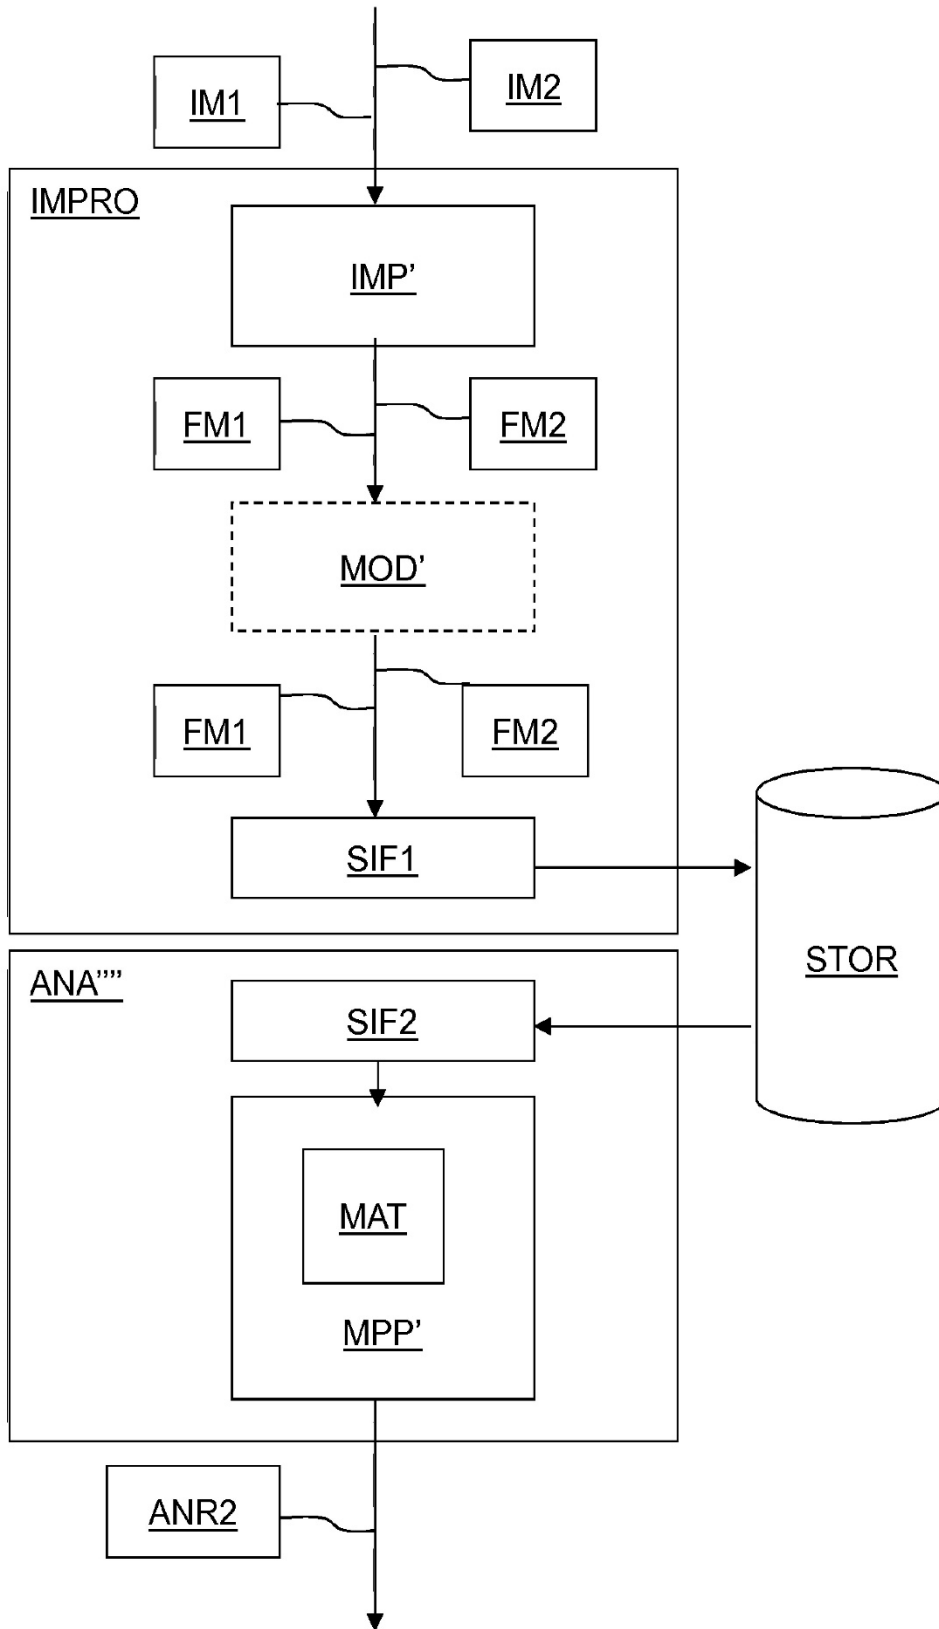 IM1
IM2
IMPRO
IMP'
FM1
FM2
MOD'
FM1
FM2
SIF1
STOR
ANA''''
SIF2
MAT
MPP'
ANR2